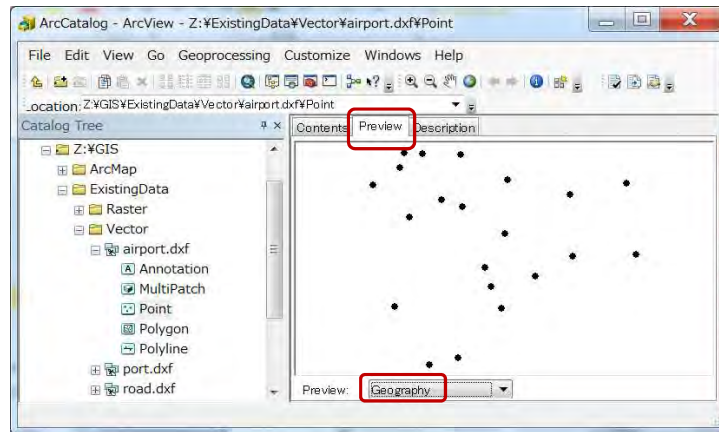 ArcCatalog - ArcView - Z:¥ExistingData¥Vector¥airport.dxf¥Point
File Edit View Go Geoprocessing Customize Windows Help
Location: Z:¥GIS¥ExistingData¥Vector¥airport.dxf¥Point
Catalog Tree
Contents Preview Description
Z:¥GIS
ArcMap
ExistingData
Raster
Vector
airport.dxf
Annotation
MultiPatch
Point
Polygon
Polyline
port.dxf
road.dxf
Preview: Geography